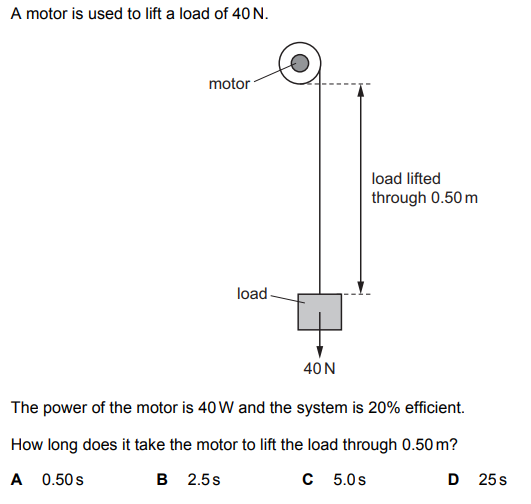 A motor is used to lift a load of 40 N.
motor
load lifted
through 0.50 m
load
40 N
The power of the motor is 40 W and the system is 20% efficient.
How long does it take the motor to lift the load through 0.50 m?
A 0.50 s B 2.5 s C 5.0 s D 25 s